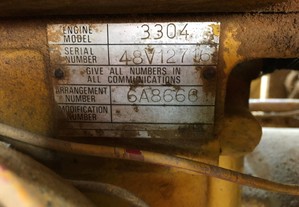 ENGINE MODEL 3304
SERIAL NUMBER 48V127
GIVE ALL NUMBERS IN
ALL COMMUNICATIONS
ARRANGEMENT NUMBER 6A8666
MODIFICATION NUMBER